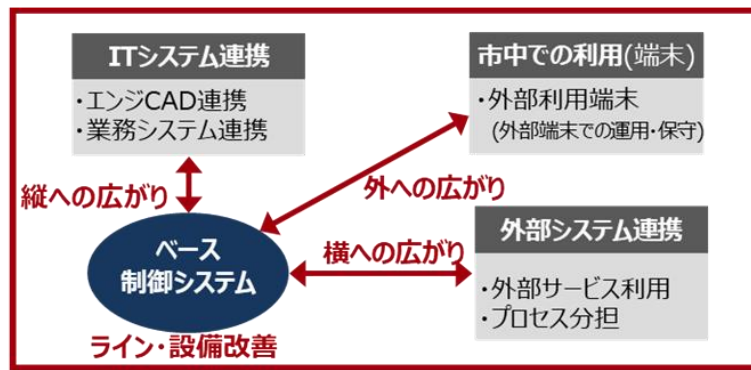 ITシステム連携
・エンジCAD連携
・業務システム連携
市中での利用(端末)
・外部利用端末
(外部端末での運用・保守)
縦への広がり
外への広がり
ベース
制御システム
横への広がり
外部システム連携
・外部サービス利用
・プロセス分担
ライン・設備改善